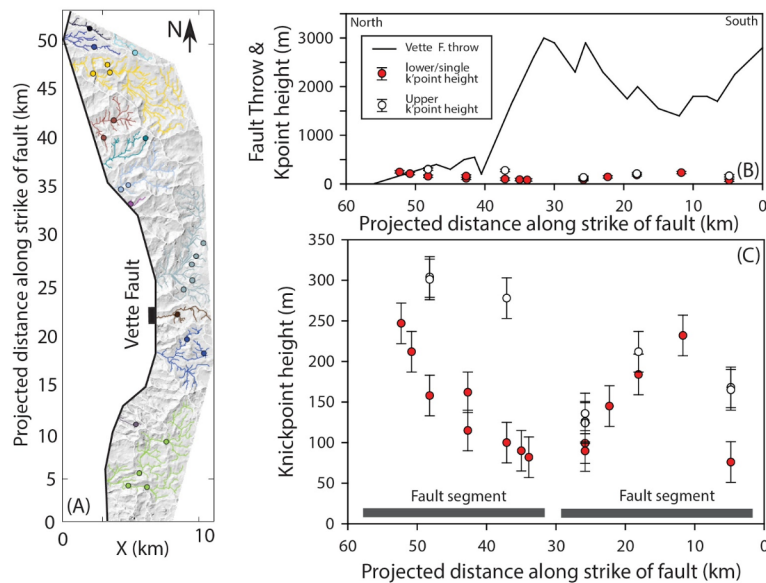 N
50
45
40
35
30
25
20
15
10
5
0
Projected distance along strike of fault (km)
Vette Fault
(A)
0
5
10
X (km)
North
South
3000
2000
1000
0
Fault Throw &
Kpoint height (m)
Vette F. throw
lower/single
k'point height
Upper
k'point height
(B)
60
50
40
30
20
10
0
Projected distance along strike of fault (km)
350
300
250
200
150
100
50
0
Knickpoint height (m)
(C)
Fault segment
Fault segment
60
50
40
30
20
10
0
Projected distance along strike of fault (km)